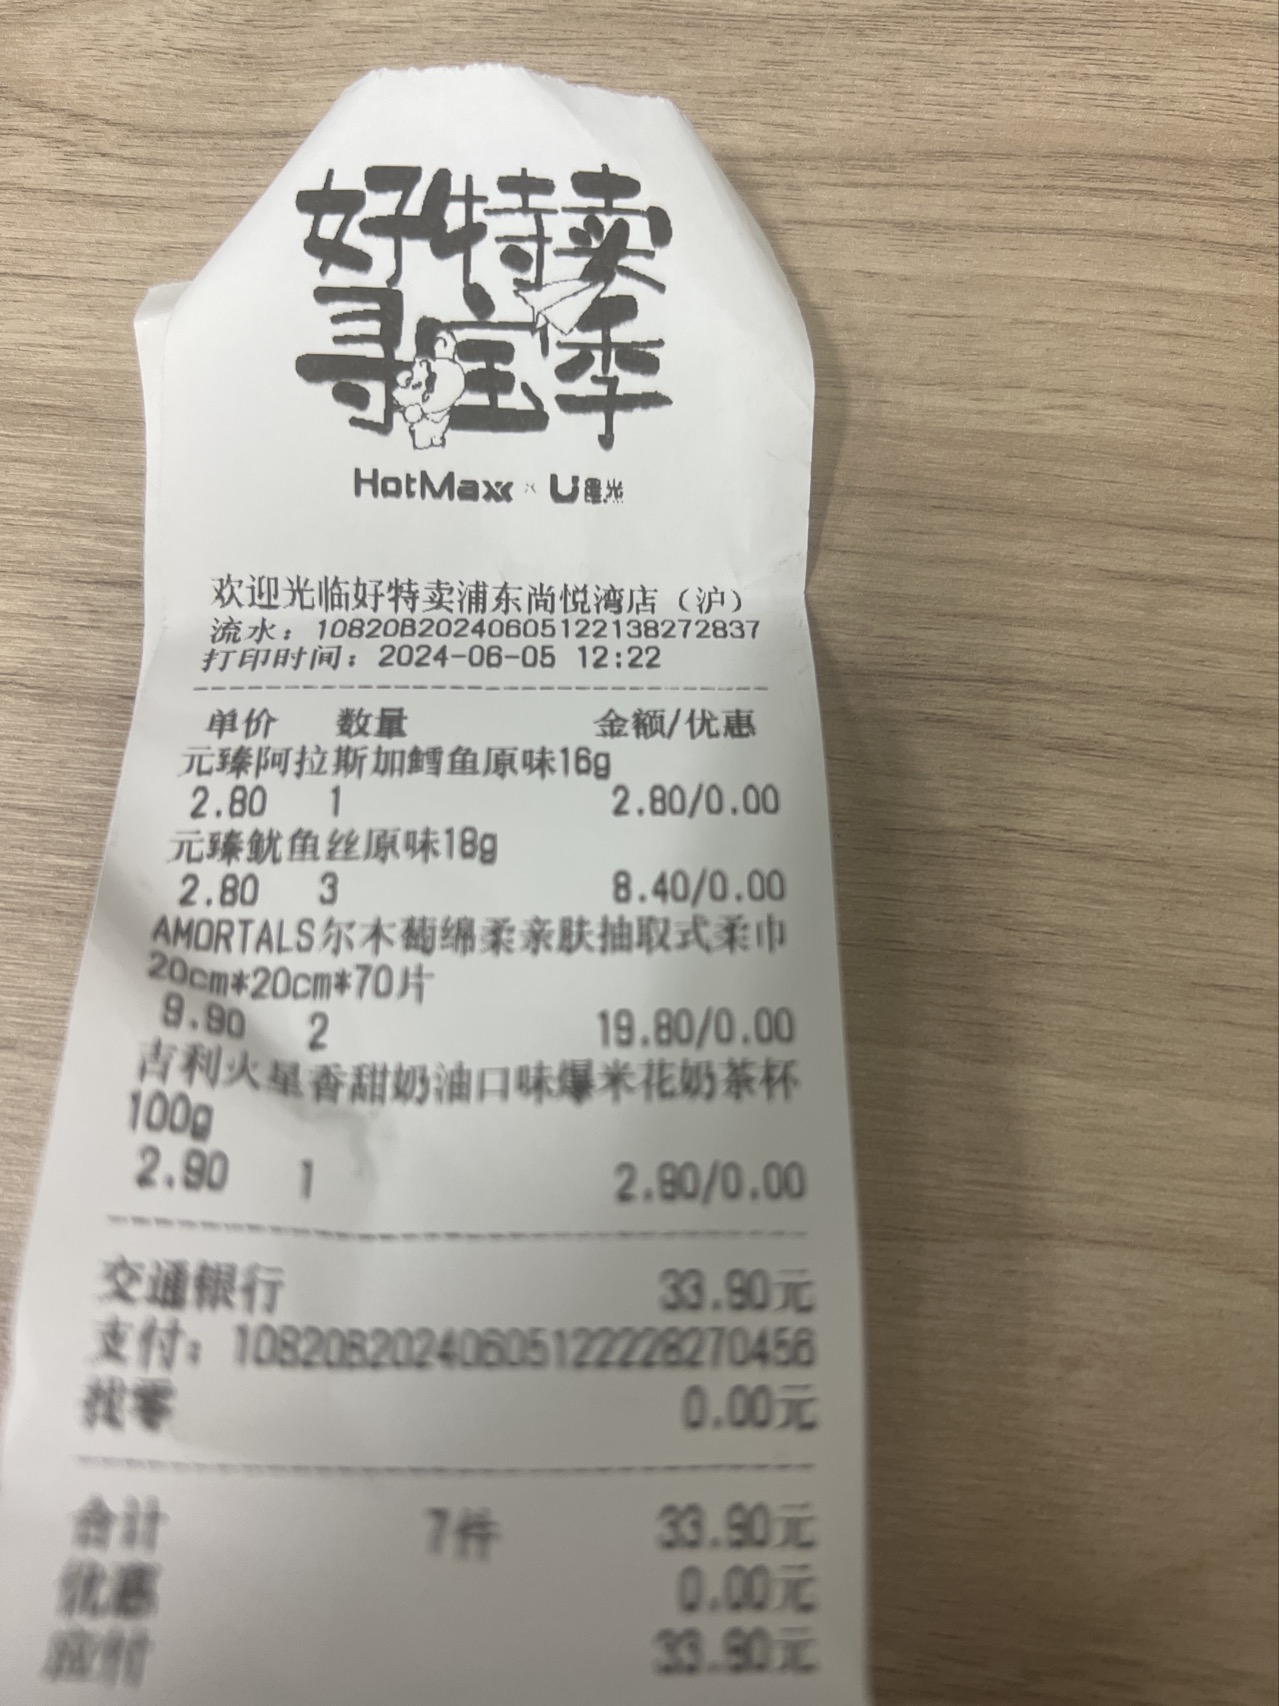 好特卖
寻宝季
HotMaxx × U星光
欢迎光临好特卖浦东尚悦湾店（沪）
流水：10820B20240605122138272837
打印时间：2024-06-05 12:22
单价 数量 金额/优惠
元臻阿拉斯加鳕鱼原味16g
2.80 1 2.80/0.00
元臻鱿鱼丝原味18g
2.80 3 8.40/0.00
AMORTALS尔木萄绵柔亲肤抽取式柔巾
20cm*20cm*70片
9.90 2 19.80/0.00
吉利火星香甜奶油口味爆米花奶茶杯
100g
2.90 1 2.90/0.00
交通银行 33.90元
支付：10820B20240605122228270456
找零 0.00元
合计 7件 33.90元
优惠 0.00元
应付 33.90元